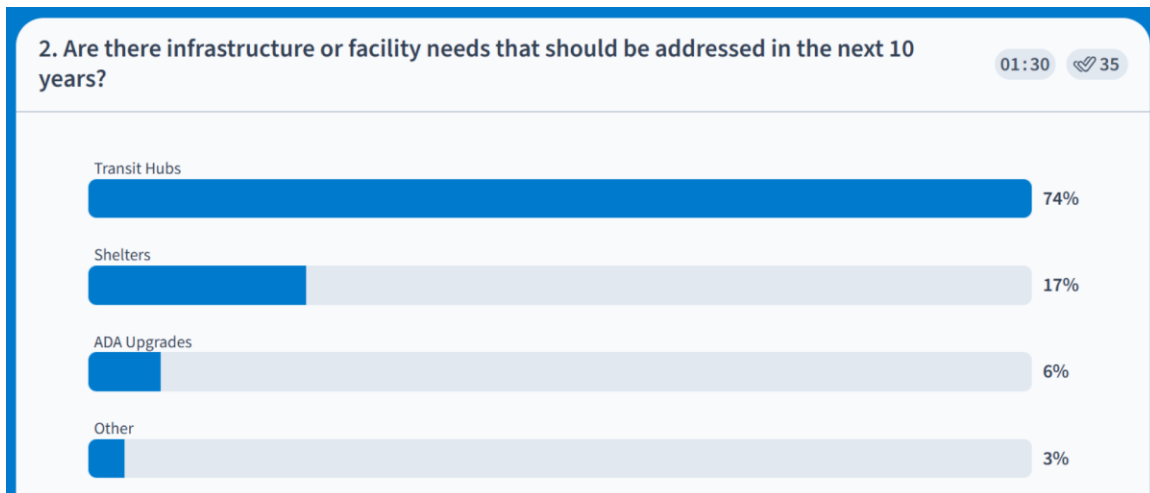 2. Are there infrastructure or facility needs that should be addressed in the next 10
years?
01:30
35
Transit Hubs
74%
Shelters
17%
ADA Upgrades
6%
Other
3%